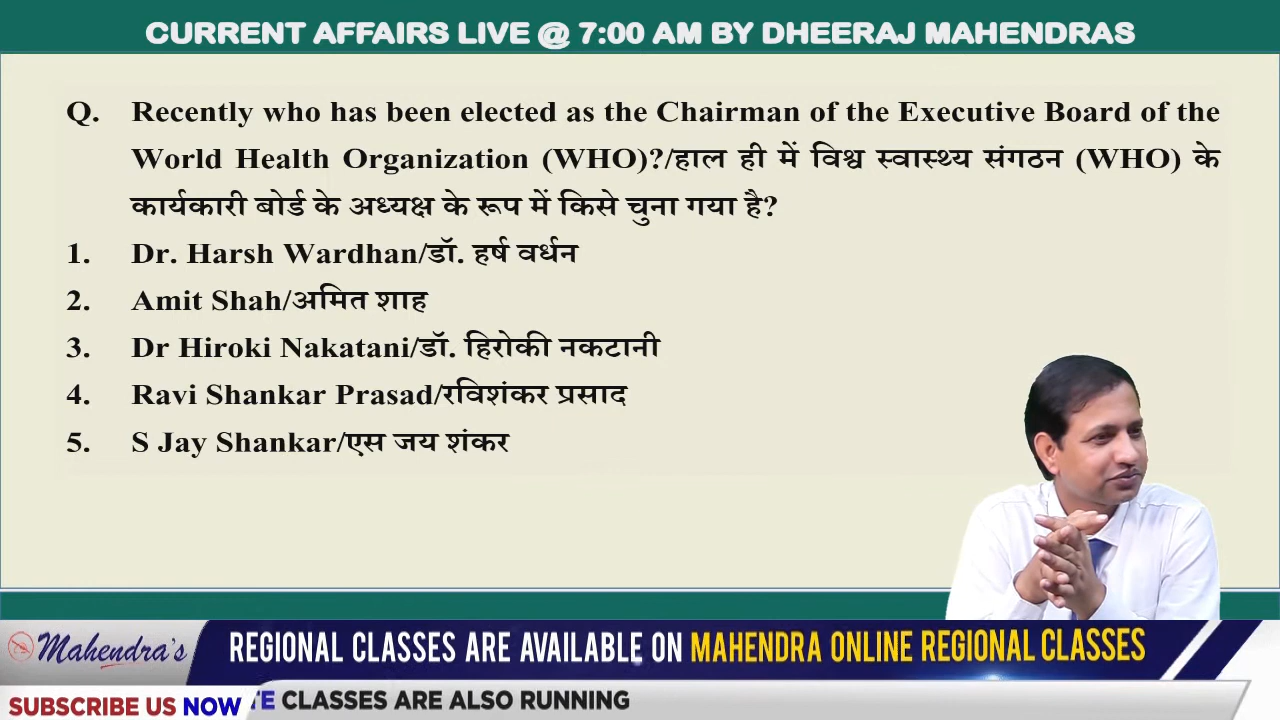 CURRENT AFFAIRS LIVE @ 7:00 AM BY DHEERAJ MAHENDRAS
Q. Recently who has been elected as the Chairman of the Executive Board of the
World Health Organization (WHO)?/हाल ही में विश्व स्वास्थ्य संगठन (WHO) के
कार्यकारी बोर्ड के अध्यक्ष के रूप में किसे चुना गया है?
1. Dr. Harsh Wardhan/डॉ. हर्ष वर्धन
2. Amit Shah/अमित शाह
3. Dr Hiroki Nakatani/डॉ. हिरोकी नकटानी
4. Ravi Shankar Prasad/रविशंकर प्रसाद
5. S Jay Shankar/एस जय शंकर
Mahendra's
REGIONAL CLASSES ARE AVAILABLE ON MAHENDRA ONLINE REGIONAL CLASSES
SUBSCRIBE US NOW
TE CLASSES ARE ALSO RUNNING